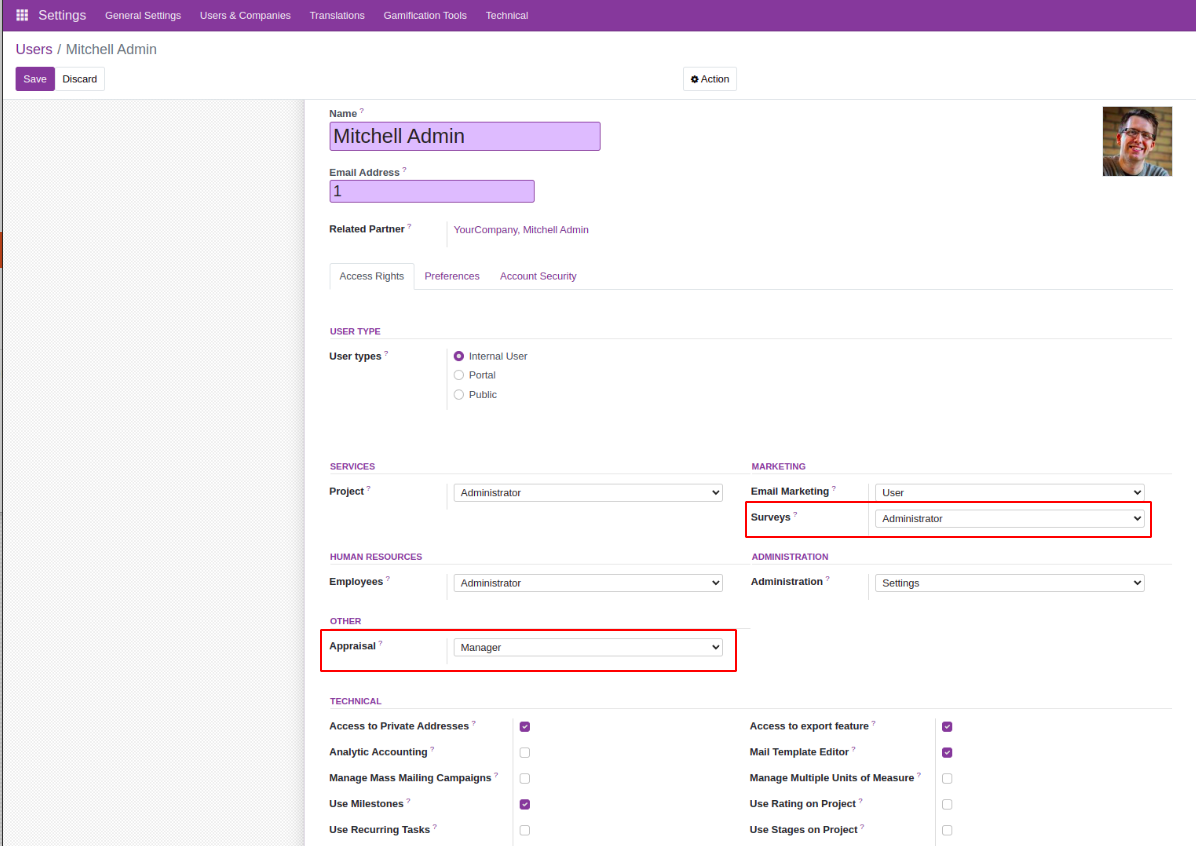 Settings General Settings Users & Companies Translations Gamification Tools Technical
Users / Mitchell Admin
Save Discard Action
Name ?
Mitchell Admin
Email Address ?
1
Related Partner ? YourCompany, Mitchell Admin
Access Rights Preferences Account Security
USER TYPE
User types ? Internal User
Portal
Public
SERVICES MARKETING
Project ? Administrator Email Marketing ? User
Surveys ? Administrator
HUMAN RESOURCES ADMINISTRATION
Employees ? Administrator Administration ? Settings
OTHER
Appraisal ? Manager
TECHNICAL
Access to Private Addresses ? Access to export feature ?
Analytic Accounting ? Mail Template Editor ?
Manage Mass Mailing Campaigns ? Manage Multiple Units of Measure ?
Use Milestones ? Use Rating on Project ?
Use Recurring Tasks ? Use Stages on Project ?